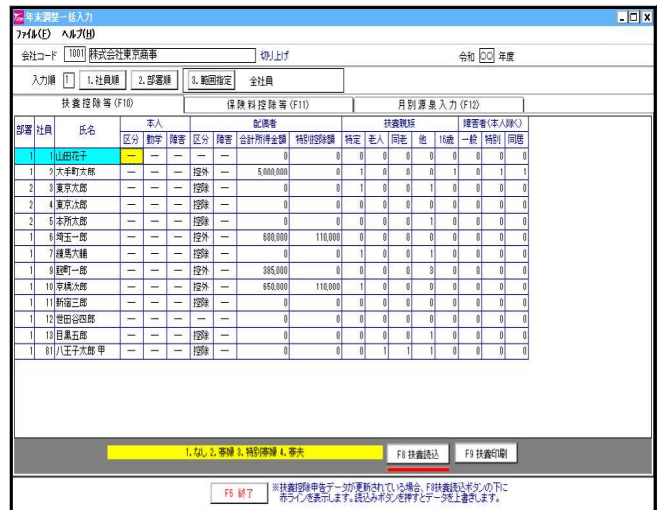 年末調整一括入力
ファイル(F) ヘルプ(H)
会社コード 1001 株式会社東京商事 切り上げ 令和 〇〇 年度
入力順 1 1.社員順 2.部署順 3.範囲指定 全社員
扶養控除等(F10) 保険料控除等(F11) 月別源泉入力(F12)
部署 社員 氏名 本人 配偶者 扶養親族 障害者(本人除く)
区分 勤学 障害 区分 障害 合計所得金額 特別控除額 特定 老人 同老 他 16歳 一般 特別 同居
1 1 山田花子 ― ― ― ― ― 0 0 0 0 0 0 0 0 0 0
1 2 大手町太郎 ― ― ― 控外 ― 5,000,000 0 1 0 0 0 1 0 1 1
2 3 東京太郎 ― ― ― 控除 ― 0 0 1 0 0 1 0 0 0 0
2 4 東京次郎 ― ― ― 控除 ― 0 0 0 0 0 0 0 0 0 0
2 5 本所太郎 ― ― ― 控除 ― 0 0 0 0 0 1 0 0 0 0
1 6 埼玉一郎 ― ― ― 控外 ― 680,000 110,000 0 0 0 0 0 0 0 0
1 7 練馬大輔 ― ― ― 控除 ― 0 0 1 0 0 1 0 0 0 0
1 9 麹町一郎 ― ― ― 控外 ― 385,000 0 0 0 0 3 0 0 0 0
1 10 京橋次郎 ― ― ― 控外 ― 650,000 110,000 1 0 0 0 0 0 0 0
1 11 新宿三郎 ― ― ― 控除 ― 0 0 0 0 0 0 0 0 0 0
1 12 世田谷四郎 ― ― ― ― ― 0 0 0 0 0 0 0 0 0 0
1 13 目黒五郎 ― ― ― 控除 ― 0 0 0 0 0 1 0 0 0 0
1 81 八王子太郎 甲 ― ― ― 控除 ― 0 0 0 1 1 1 0 0 0 0
1.なし 2.寡婦 3.特別寡婦 4.寡夫 F8 扶養読込 F9 扶養印刷
F6 終了 ※扶養控除申告データが更新されている場合、F8扶養読込ボタンの下に
赤ラインを表示します。読込みボタンを押すとデータを上書きします。